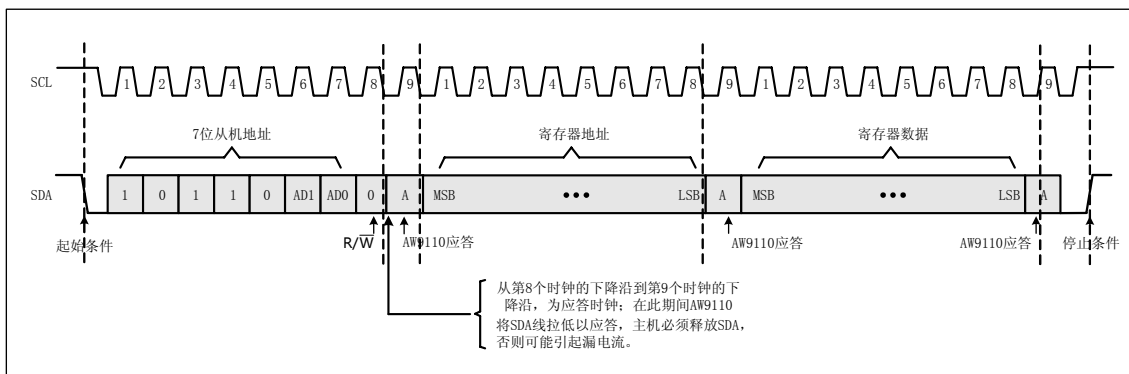 SCL 1 2 3 4 5 6 7 8 9 1 2 3 4 5 6 7 8 9 1 2 3 4 5 6 7 8 9
7位从机地址 寄存器地址 寄存器数据
SDA 1 0 1 1 0 AD1 AD0 0 A MSB ••• LSB A MSB ••• LSB A
起始条件 R/W̅ AW9110应答 AW9110应答 AW9110应答 停止条件
从第8个时钟的下降沿到第9个时钟的下
降沿，为应答时钟；在此期间AW9110
将SDA线拉低以应答，主机必须释放SDA，
否则可能引起漏电流。